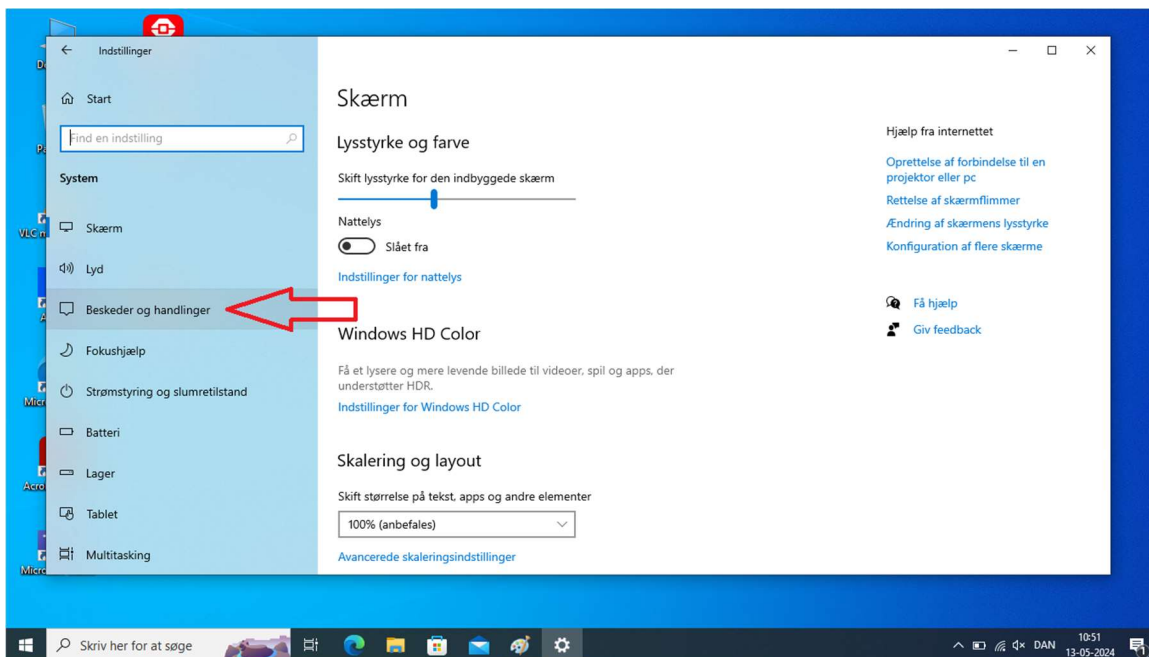 Indstillinger
Start
Find en indstilling
System
Skærm
Lyd
Beskeder og handlinger
Fokushjælp
Strømstyring og slumretilstand
Batteri
Lager
Tablet
Multitasking
Skærm
Lysstyrke og farve
Skift lysstyrke for den indbyggede skærm
Nattelys
Slået fra
Indstillinger for nattelys
Windows HD Color
Få et lysere og mere levende billede til videoer, spil og apps, der
understøtter HDR.
Indstillinger for Windows HD Color
Skalering og layout
Skift størrelse på tekst, apps og andre elementer
100% (anbefales)
Avancerede skaleringsindstillinger
Hjælp fra internettet
Oprettelse af forbindelse til en
projektor eller pc
Rettelse af skærmflimmer
Ændring af skærmens lysstyrke
Konfiguration af flere skærme
Få hjælp
Giv feedback
VLC
Skriv her for at søge
DAN
10:51
13-05-2024